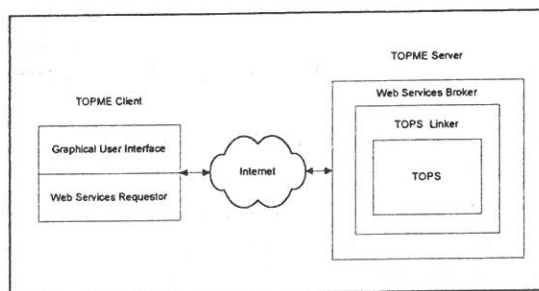 TOPME Server
Web Services Broker
TOPME Client
TOPS Linker
Graphical User Interface
Internet
TOPS
Web Services Requestor